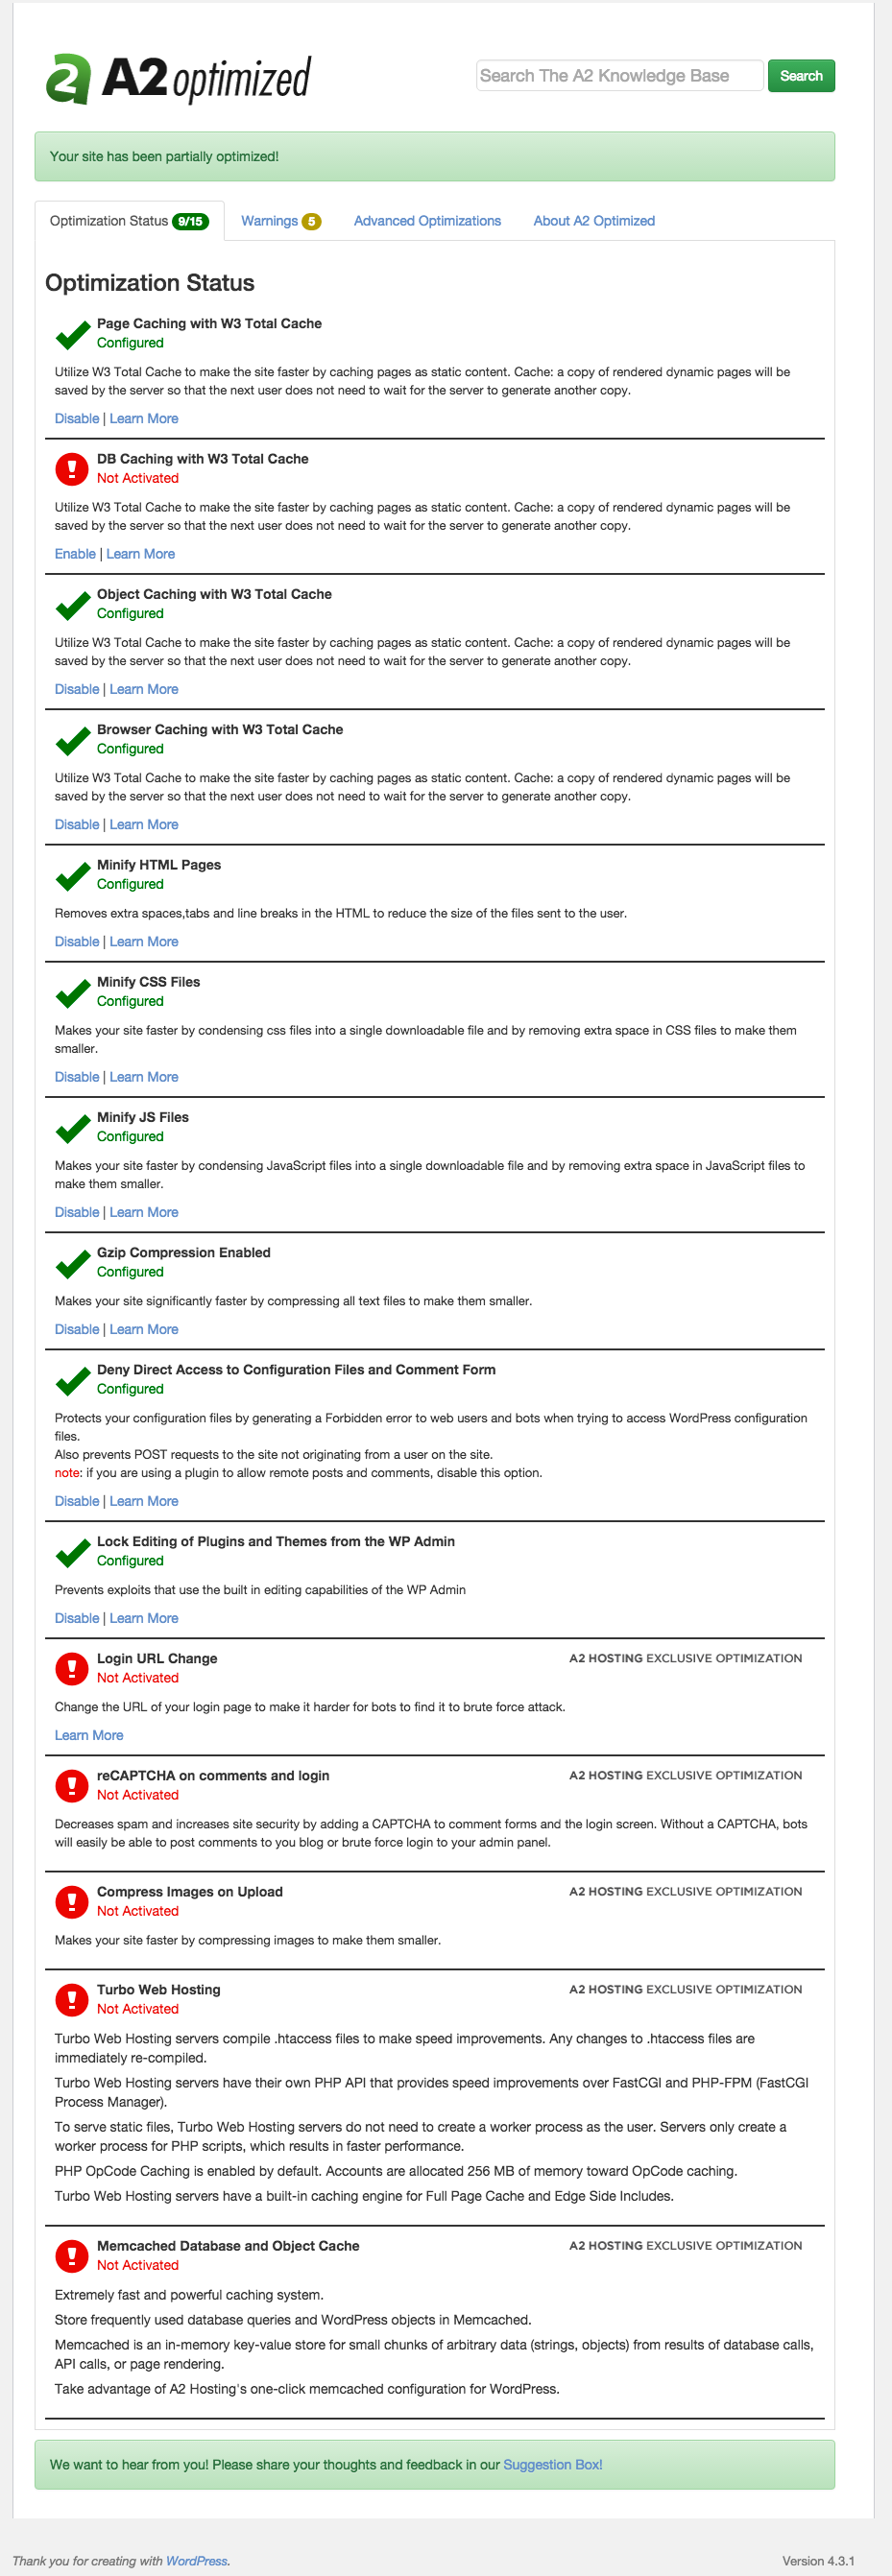 A2 optimized
Search The A2 Knowledge Base
Search
Your site has been partially optimized!
Optimization Status 9/15
Warnings 5
Advanced Optimizations
About A2 Optimized
Optimization Status
Page Caching with W3 Total Cache
Configured
Utilize W3 Total Cache to make the site faster by caching pages as static content. Cache: a copy of rendered dynamic pages will be
saved by the server so that the next user does not need to wait for the server to generate another copy.
Disable | Learn More
DB Caching with W3 Total Cache
Not Activated
Utilize W3 Total Cache to make the site faster by caching pages as static content. Cache: a copy of rendered dynamic pages will be
saved by the server so that the next user does not need to wait for the server to generate another copy.
Enable | Learn More
Object Caching with W3 Total Cache
Configured
Utilize W3 Total Cache to make the site faster by caching pages as static content. Cache: a copy of rendered dynamic pages will be
saved by the server so that the next user does not need to wait for the server to generate another copy.
Disable | Learn More
Browser Caching with W3 Total Cache
Configured
Utilize W3 Total Cache to make the site faster by caching pages as static content. Cache: a copy of rendered dynamic pages will be
saved by the server so that the next user does not need to wait for the server to generate another copy.
Disable | Learn More
Minify HTML Pages
Configured
Removes extra spaces,tabs and line breaks in the HTML to reduce the size of the files sent to the user.
Disable | Learn More
Minify CSS Files
Configured
Makes your site faster by condensing css files into a single downloadable file and by removing extra space in CSS files to make them
smaller.
Disable | Learn More
Minify JS Files
Configured
Makes your site faster by condensing JavaScript files into a single downloadable file and by removing extra space in JavaScript files to
make them smaller.
Disable | Learn More
Gzip Compression Enabled
Configured
Makes your site significantly faster by compressing all text files to make them smaller.
Disable | Learn More
Deny Direct Access to Configuration Files and Comment Form
Configured
Protects your configuration files by generating a Forbidden error to web users and bots when trying to access WordPress configuration
files.
Also prevents POST requests to the site not originating from a user on the site.
note: if you are using a plugin to allow remote posts and comments, disable this option.
Disable | Learn More
Lock Editing of Plugins and Themes from the WP Admin
Configured
Prevents exploits that use the built in editing capabilities of the WP Admin
Disable | Learn More
Login URL Change
A2 HOSTING EXCLUSIVE OPTIMIZATION
Not Activated
Change the URL of your login page to make it harder for bots to find it to brute force attack.
Learn More
reCAPTCHA on comments and login
A2 HOSTING EXCLUSIVE OPTIMIZATION
Not Activated
Decreases spam and increases site security by adding a CAPTCHA to comment forms and the login screen. Without a CAPTCHA, bots
will easily be able to post comments to you blog or brute force login to your admin panel.
Compress Images on Upload
A2 HOSTING EXCLUSIVE OPTIMIZATION
Not Activated
Makes your site faster by compressing images to make them smaller.
Turbo Web Hosting
A2 HOSTING EXCLUSIVE OPTIMIZATION
Not Activated
Turbo Web Hosting servers compile .htaccess files to make speed improvements. Any changes to .htaccess files are
immediately re-compiled.
Turbo Web Hosting servers have their own PHP API that provides speed improvements over FastCGI and PHP-FPM (FastCGI
Process Manager).
To serve static files, Turbo Web Hosting servers do not need to create a worker process as the user. Servers only create a
worker process for PHP scripts, which results in faster performance.
PHP OpCode Caching is enabled by default. Accounts are allocated 256 MB of memory toward OpCode caching.
Turbo Web Hosting servers have a built-in caching engine for Full Page Cache and Edge Side Includes.
Memcached Database and Object Cache
A2 HOSTING EXCLUSIVE OPTIMIZATION
Not Activated
Extremely fast and powerful caching system.
Store frequently used database queries and WordPress objects in Memcached.
Memcached is an in-memory key-value store for small chunks of arbitrary data (strings, objects) from results of database calls,
API calls, or page rendering.
Take advantage of A2 Hosting's one-click memcached configuration for WordPress.
We want to hear from you! Please share your thoughts and feedback in our Suggestion Box!
Thank you for creating with WordPress.
Version 4.3.1